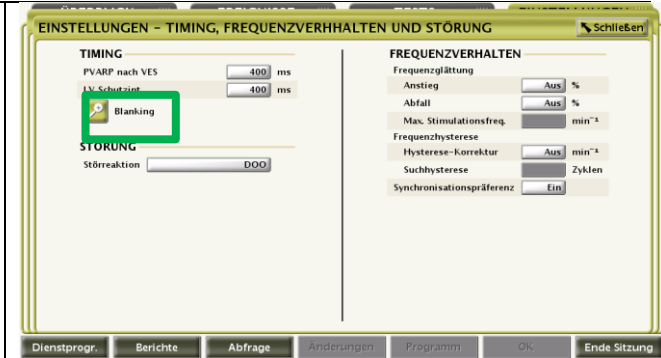 EINSTELLUNGEN – TIMING, FREQUENZVERHHALTEN UND STÖRUNG
Schließen
TIMING
PVARP nach VES 400 ms
LV Schutzint 400 ms
Blanking
STÖRUNG
Störreaktion DOO
FREQUENZVERHALTEN
Frequenzglättung
Anstieg Aus %
Abfall Aus %
Max. Stimulationsfreq. min⁻¹
Frequenzhysterese
Hysterese-Korrektur Aus min⁻¹
Suchhysterese Zyklen
Synchronisationspräferenz Ein
Dienstprogr. Berichte Abfrage Änderungen Programm OK Ende Sitzung